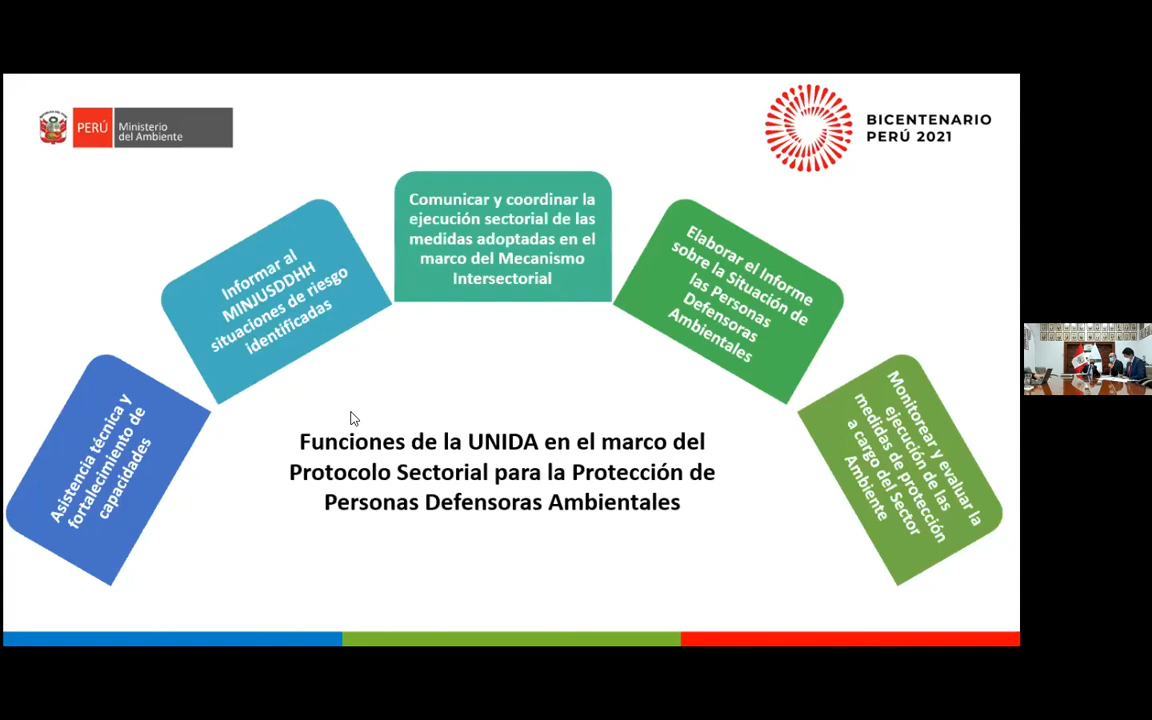 PERÚ
Ministerio
del Ambiente
BICENTENARIO
PERÚ 2021
Asistencia técnica y
fortalecimiento de
capacidades
Informar al
MINJUSDDHH
situaciones de riesgo
identificadas
Comunicar y coordinar la
ejecución sectorial de las
medidas adoptadas en el
marco del Mecanismo
Intersectorial
Elaborar el Informe
sobre la Situación de
las Personas
Defensoras
Ambientales
Monitorear y evaluar la
ejecución de las
medidas de protección
a cargo del Sector
Ambiente
Funciones de la UNIDA en el marco del
Protocolo Sectorial para la Protección de
Personas Defensoras Ambientales